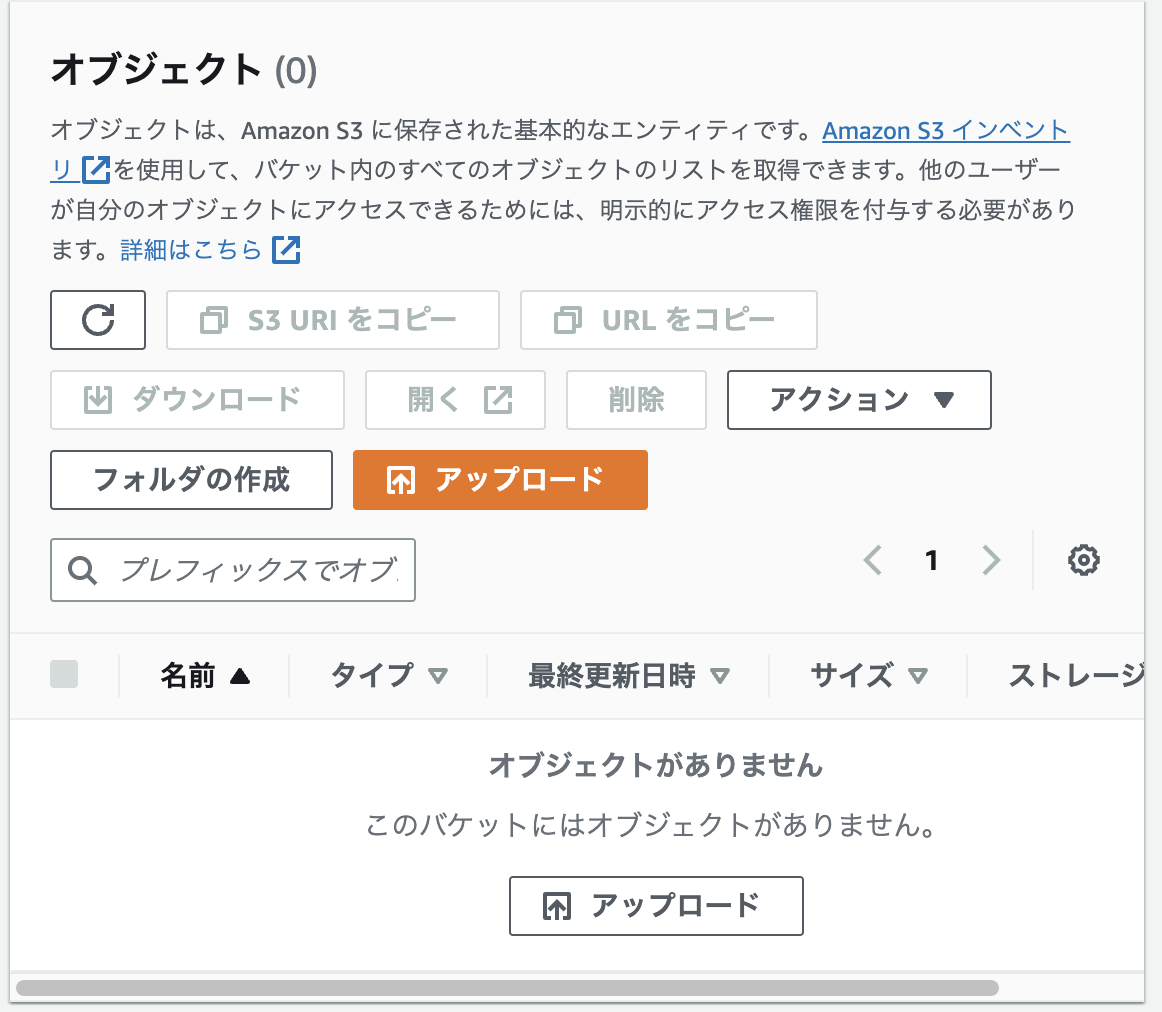 オブジェクト (0)
オブジェクトは、Amazon S3 に保存された基本的なエンティティです。Amazon S3 インベント
リ を使用して、バケット内のすべてのオブジェクトのリストを取得できます。他のユーザー
が自分のオブジェクトにアクセスできるためには、明示的にアクセス権限を付与する必要があり
ます。詳細はこちら
S3 URI をコピー URL をコピー
ダウンロード 開く 削除 アクション ▼
フォルダの作成 アップロード
プレフィックスでオブ
1
名前 ▲ タイプ ▽ 最終更新日時 ▽ サイズ ▽ ストレージ
オブジェクトがありません
このバケットにはオブジェクトがありません。
アップロード